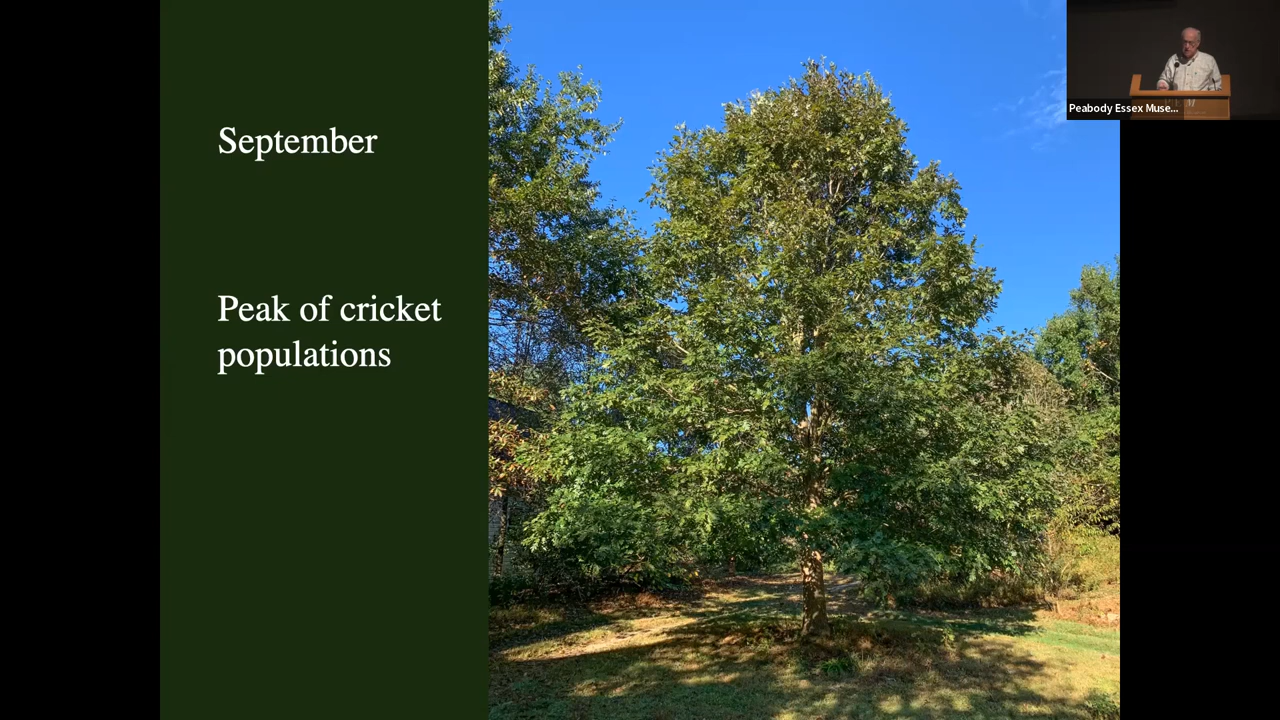 September
Peak of cricket
populations
Peabody Essex Muse...